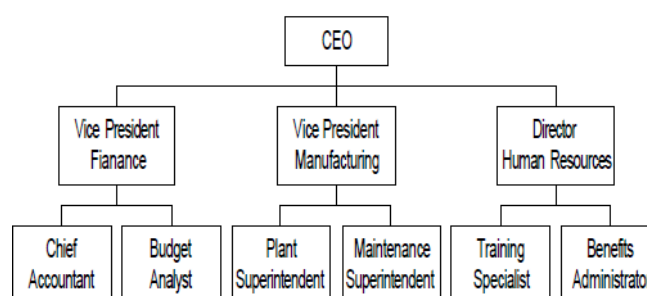 CEO
Vice President
Fianance
Vice President
Manufacturing
Director
Human Resources
Chief
Accountant
Budget
Analyst
Plant
Superintendent
Maintenance
Superintendent
Training
Specialist
Benefits
Administrator